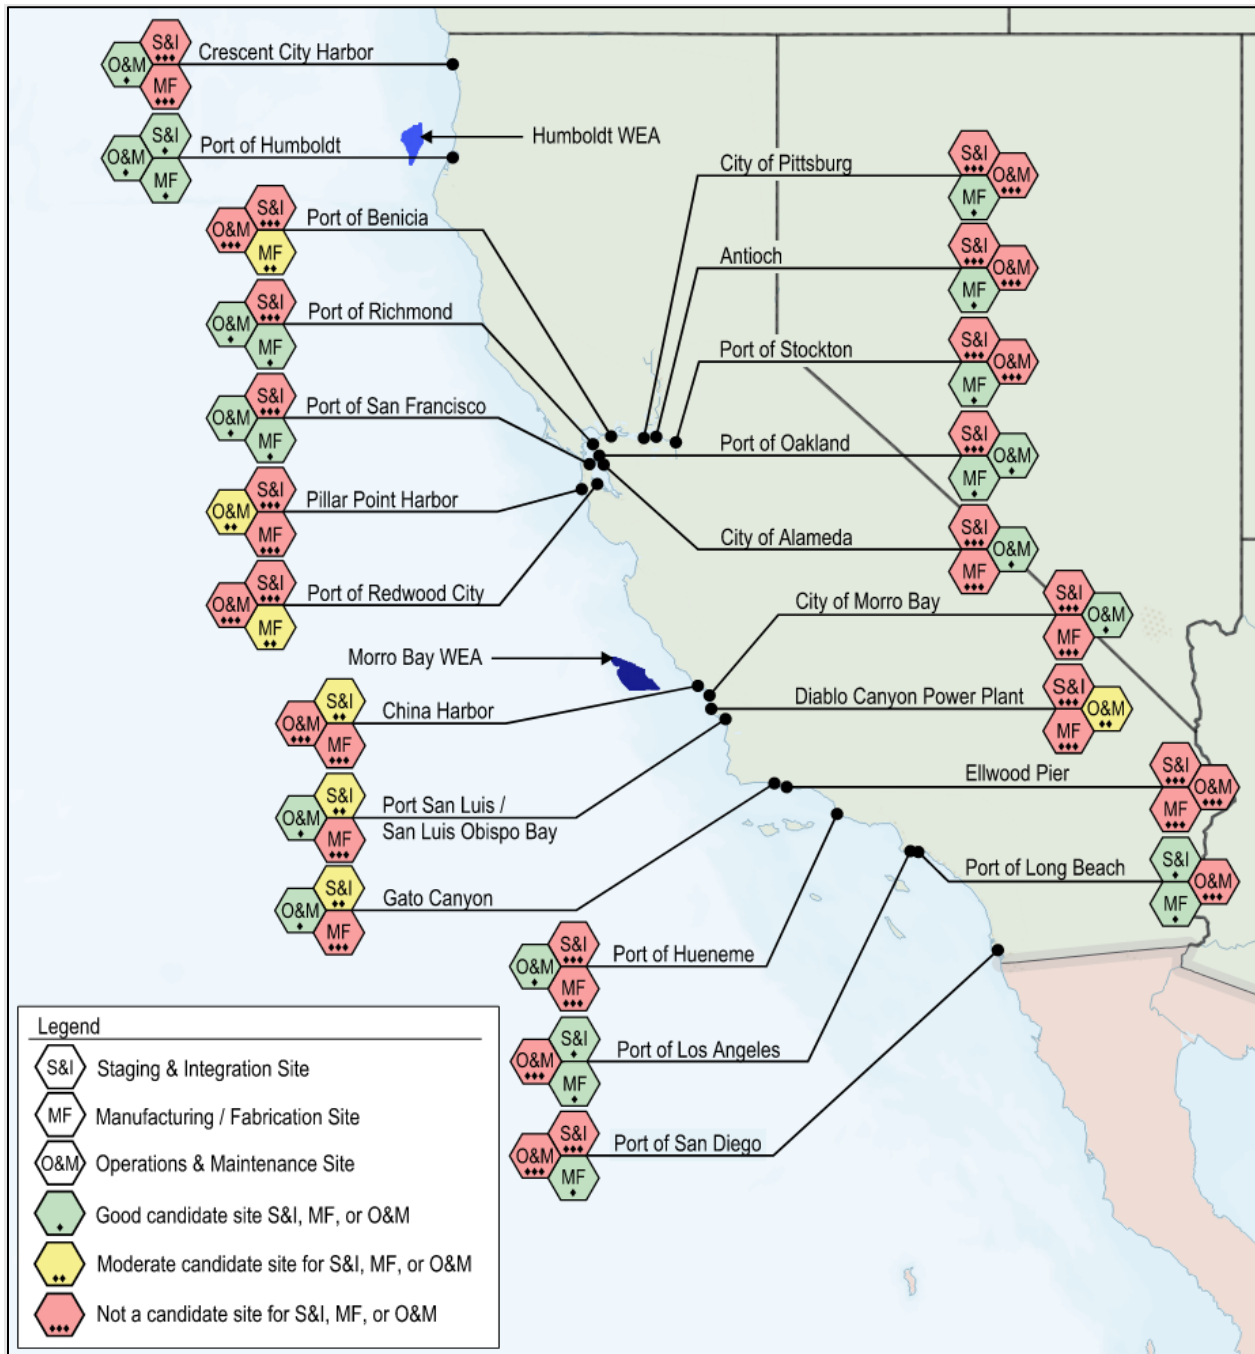 S&I
O&M
MF
Crescent City Harbor
S&I
O&M
MF
Port of Humboldt
Humboldt WEA
S&I
O&M
MF
City of Pittsburg
S&I
O&M
MF
Port of Benicia
S&I
O&M
MF
Antioch
S&I
O&M
MF
Port of Richmond
S&I
O&M
MF
Port of Stockton
S&I
O&M
MF
Port of San Francisco
S&I
O&M
MF
Port of Oakland
S&I
O&M
MF
Pillar Point Harbor
S&I
O&M
MF
City of Alameda
S&I
O&M
MF
Port of Redwood City
S&I
O&M
MF
City of Morro Bay
Morro Bay WEA
S&I
O&M
MF
China Harbor
S&I
O&M
MF
Diablo Canyon Power Plant
S&I
O&M
MF
Port San Luis /
San Luis Obispo Bay
S&I
O&M
MF
Ellwood Pier
S&I
O&M
MF
Gato Canyon
S&I
O&M
MF
Port of Long Beach
S&I
O&M
MF
Port of Hueneme
S&I
O&M
MF
Port of Los Angeles
S&I
O&M
MF
Port of San Diego
Legend
S&I Staging & Integration Site
MF Manufacturing / Fabrication Site
O&M Operations & Maintenance Site
Good candidate site S&I, MF, or O&M
Moderate candidate site for S&I, MF, or O&M
Not a candidate site for S&I, MF, or O&M